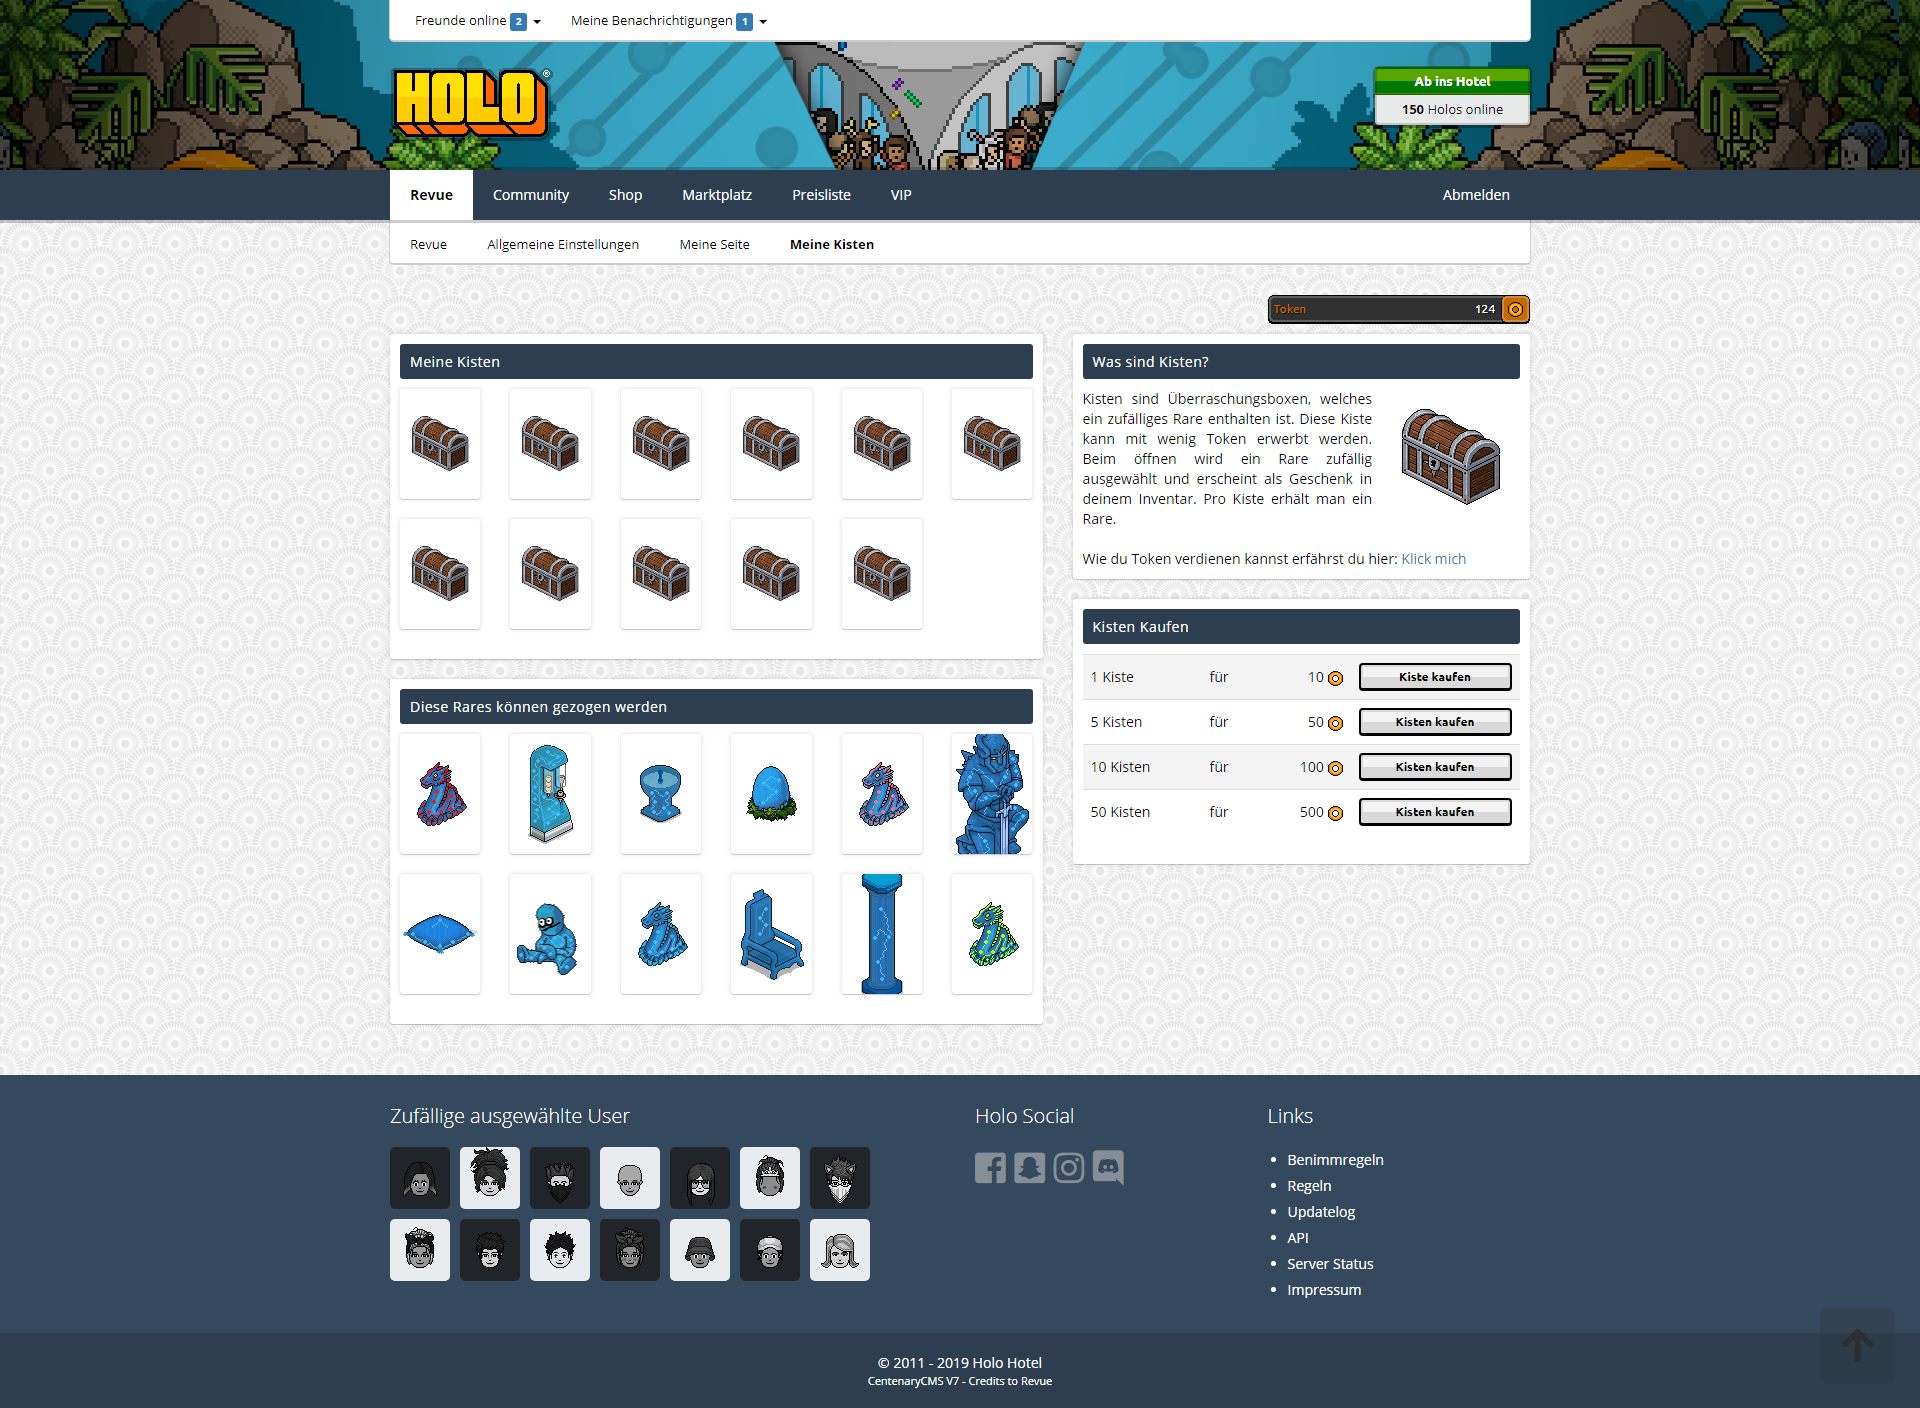 Freunde online 2
Meine Benachrichtigungen 1
HOLO®
Ab ins Hotel
150 Holos online
Revue
Community
Shop
Marktplatz
Preisliste
VIP
Abmelden
Revue
Allgemeine Einstellungen
Meine Seite
Meine Kisten
Token 124
Meine Kisten
Was sind Kisten?
Kisten sind Überraschungsboxen, welches
ein zufälliges Rare enthalten ist. Diese Kiste
kann mit wenig Token erwerbt werden.
Beim öffnen wird ein Rare zufällig
ausgewählt und erscheint als Geschenk in
deinem Inventar. Pro Kiste erhält man ein
Rare.
Wie du Token verdienen kannst erfährst du hier: Klick mich
Kisten Kaufen
1 Kiste für 10 Kiste kaufen
5 Kisten für 50 Kisten kaufen
10 Kisten für 100 Kisten kaufen
50 Kisten für 500 Kisten kaufen
Diese Rares können gezogen werden
Zufällige ausgewählte User
Holo Social
Links
Benimmregeln
Regeln
Updatelog
API
Server Status
Impressum
© 2011 - 2019 Holo Hotel
CentenaryCMS V7 - Credits to Revue